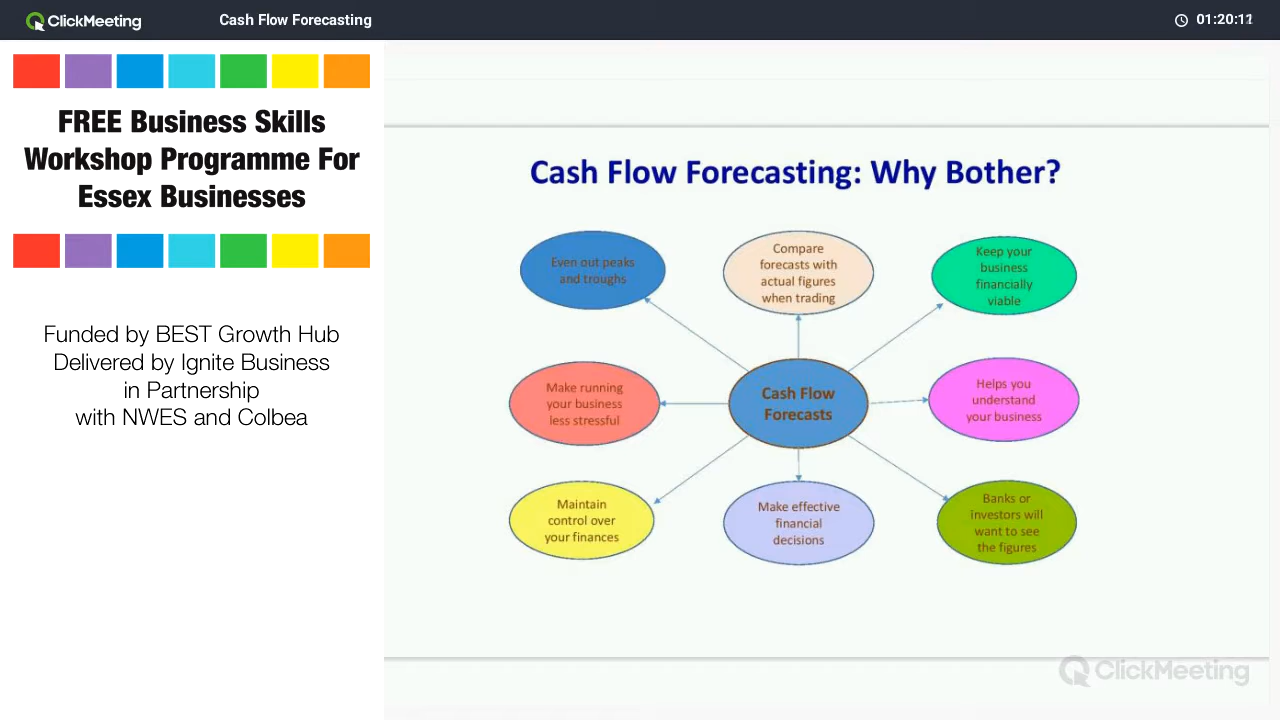 ClickMeeting
Cash Flow Forecasting
FREE Business Skills
Workshop Programme For
Essex Businesses
Funded by BEST Growth Hub
Delivered by Ignite Business
in Partnership
with NWES and Colbea
Cash Flow Forecasting: Why Bother?
Even out peaks
and troughs
Compare
forecasts with
actual figures
when trading
Keep your
business
financially
viable
Make running
your business
less stressful
Cash Flow
Forecasts
Helps you
understand
your business
Maintain
control over
your finances
Make effective
financial
decisions
Banks or
investors will
want to see
the figures
ClickMeeting